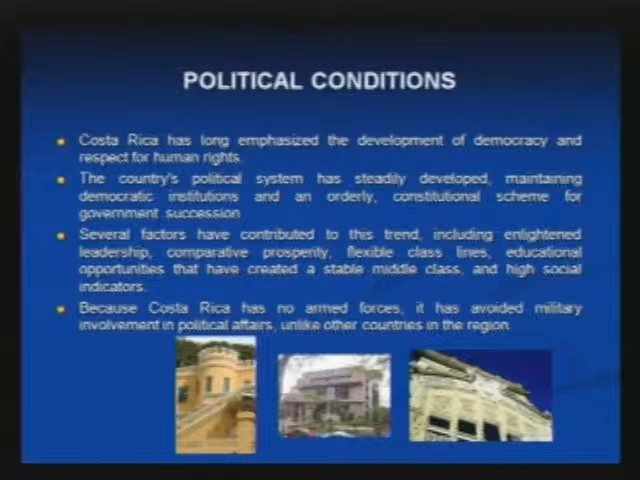 POLITICAL CONDITIONS
Costa Rica has long emphasized the development of democracy and
respect for human rights.
The country's political system has steadily developed, maintaining
democratic institutions and an orderly, constitutional scheme for
government succession.
Several factors have contributed to this trend, including enlightened
leadership, comparative prosperity, flexible class lines, educational
opportunities that have created a stable middle class, and high social
indicators.
Because Costa Rica has no armed forces, it has avoided military
involvement in political affairs, unlike other countries in the region.